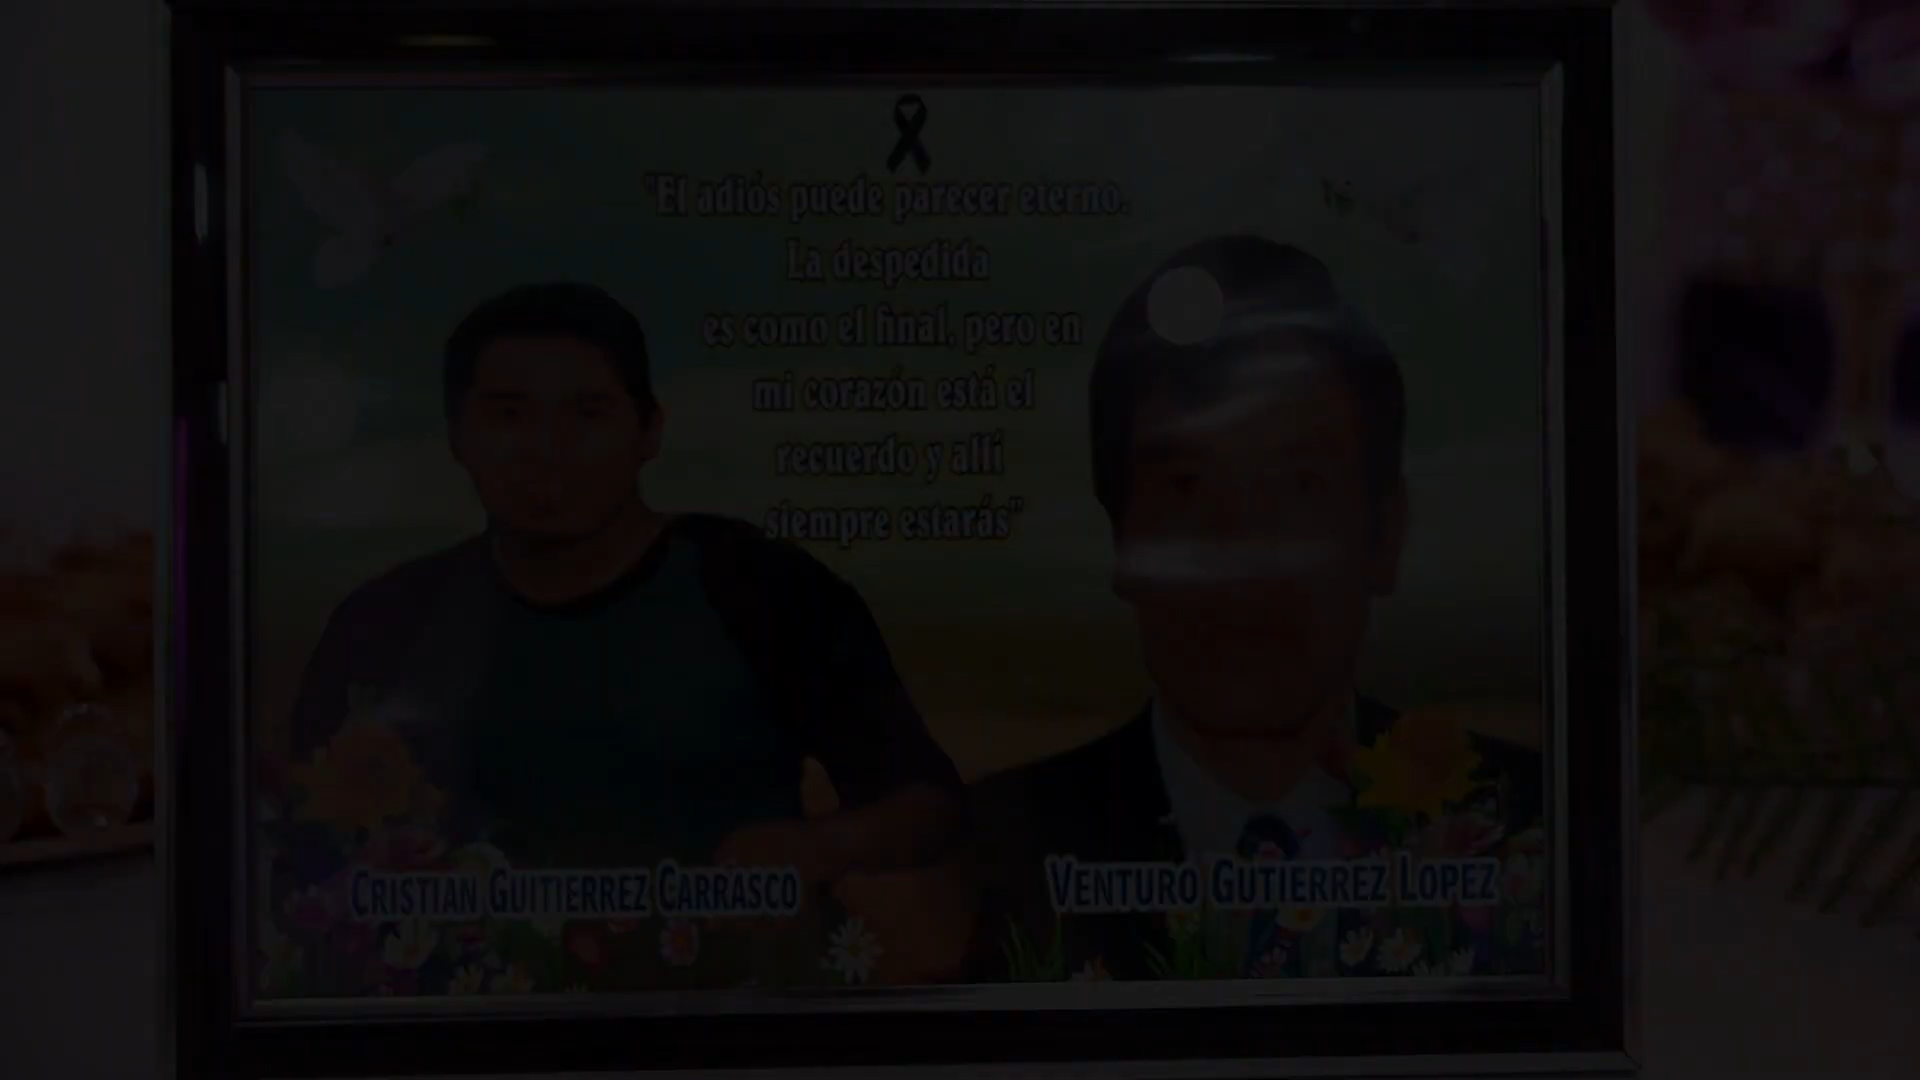 "El adiós puede parecer eterno.
La despedida
es como el final, pero en
mi corazón está el
recuerdo y allí
siempre estarás"
CRISTIAN GUITIERREZ CARRASCO
VENTURO GUTIERREZ LOPEZ